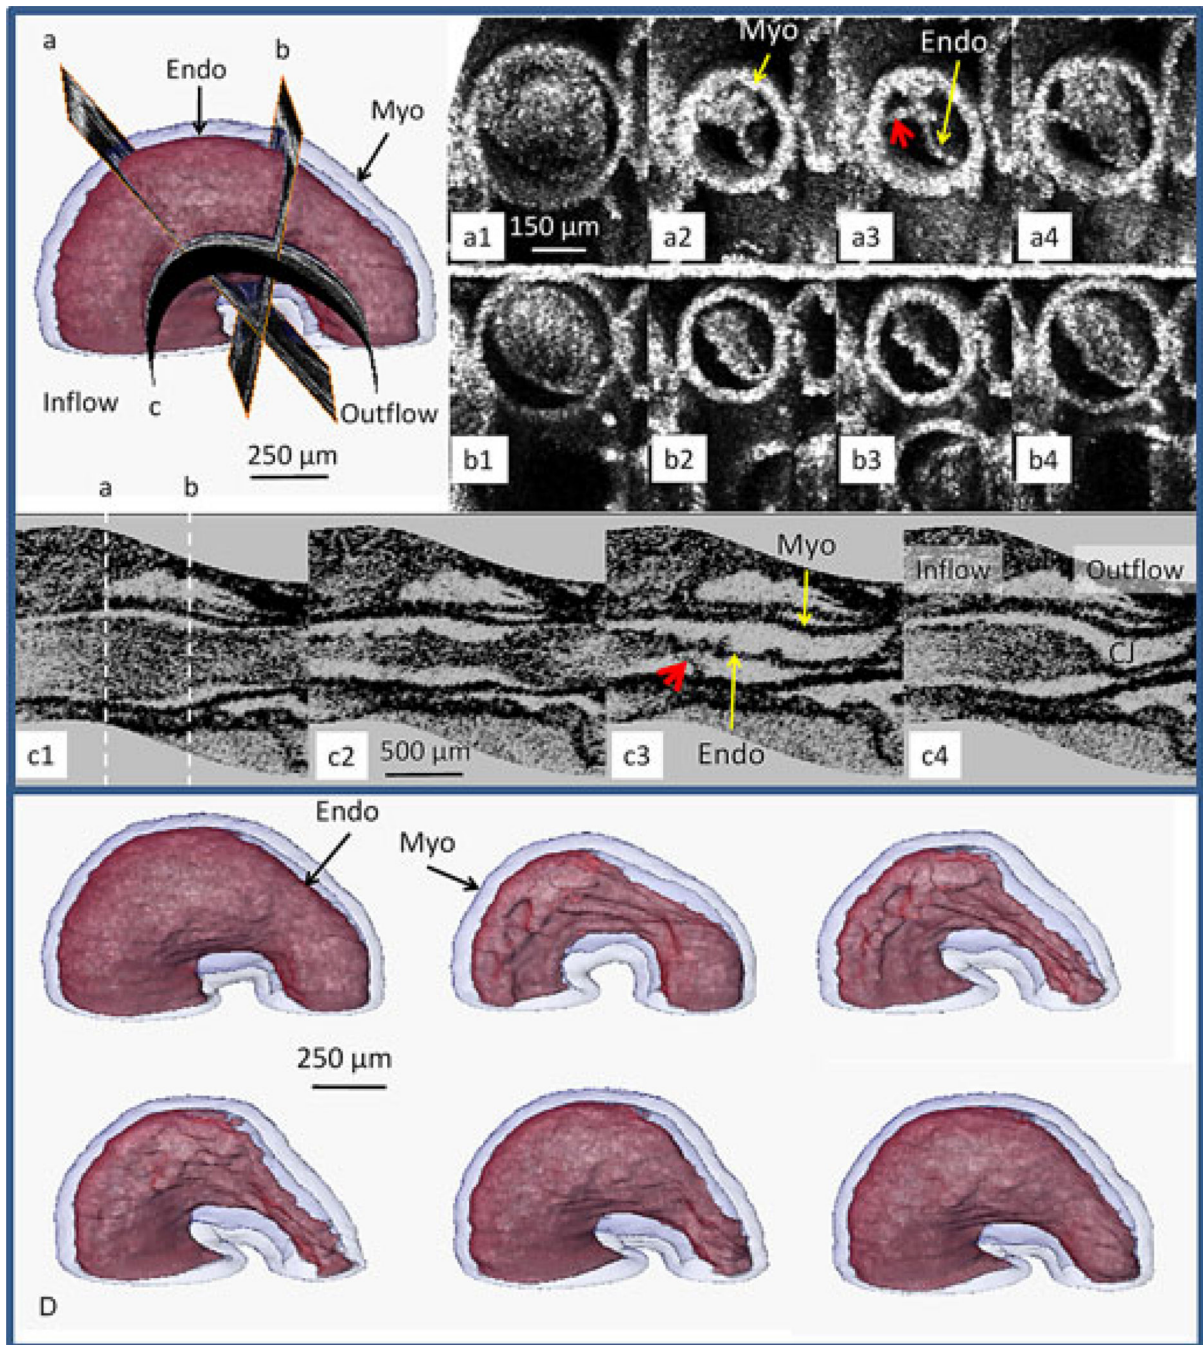 a
b
Endo
Myo
Inflow
c
Outflow
250 µm
a
b
Myo
Endo
a1
150 µm
a2
a3
a4
b1
b2
b3
b4
Myo
Inflow
Outflow
CJ
c1
c2
500 µm
c3
Endo
c4
Endo
Myo
250 µm
D